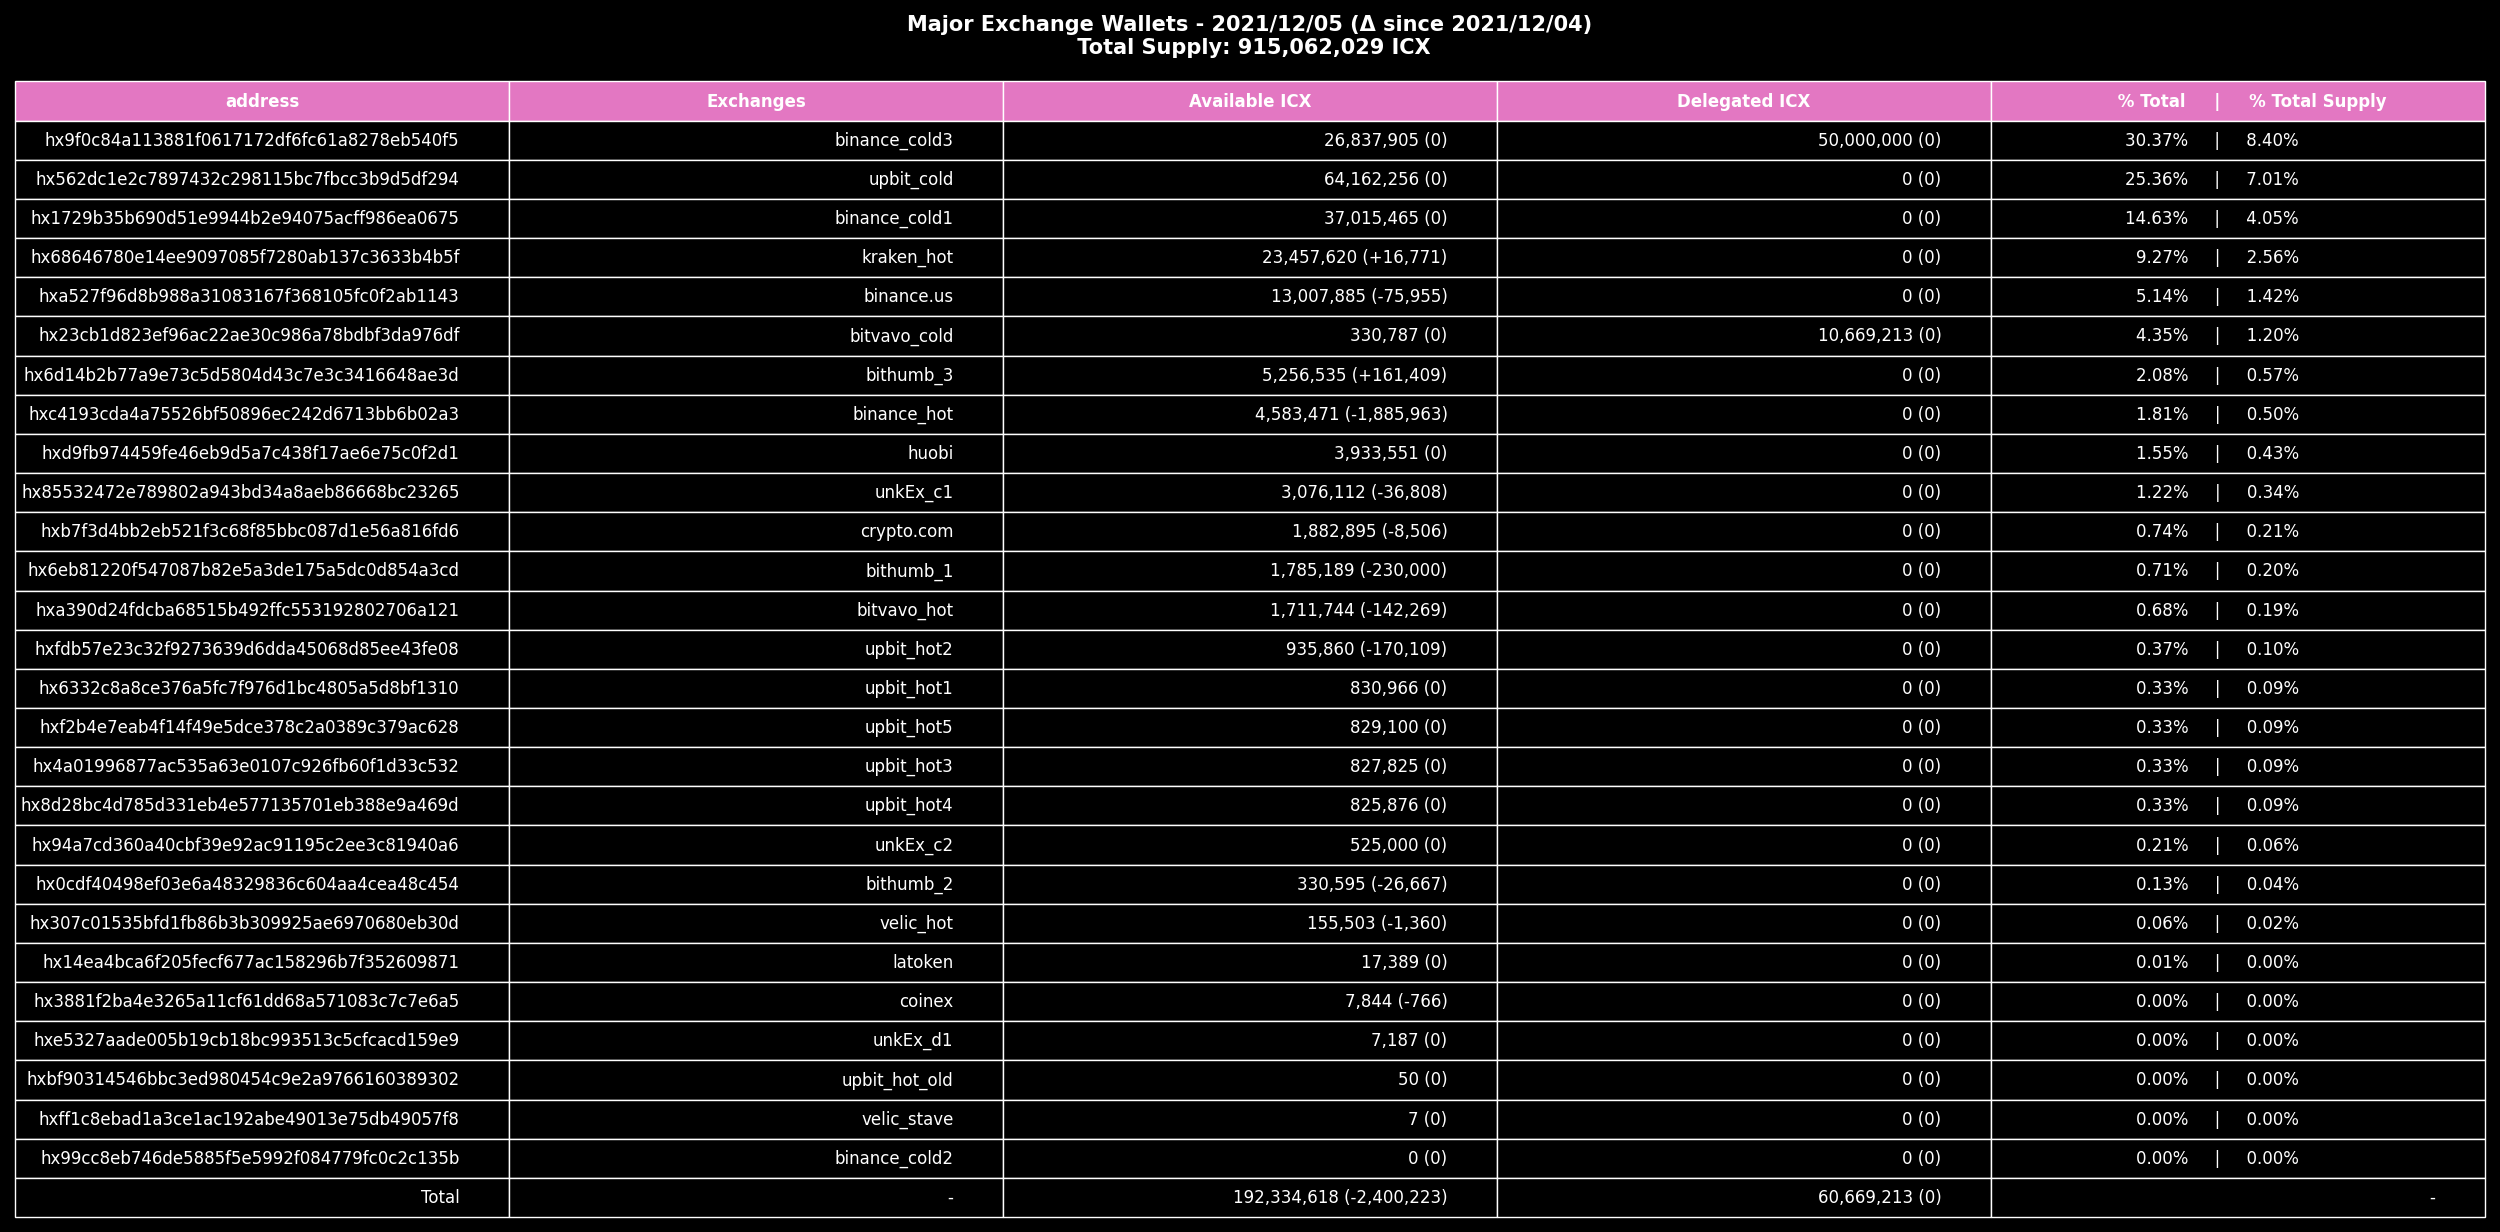 Major Exchange Wallets - 2021/12/05 (Δ since 2021/12/04)
Total Supply: 915,062,029 ICX
address Exchanges Available ICX Delegated ICX % Total | % Total Supply
hx9f0c84a113881f0617172df6fc61a8278eb540f5 binance_cold3 26,837,905 (0) 50,000,000 (0) 30.37% | 8.40%
hx562dc1e2c7897432c298115bc7fbcc3b9d5df294 upbit_cold 64,162,256 (0) 0 (0) 25.36% | 7.01%
hx1729b35b690d51e9944b2e94075acff986ea0675 binance_cold1 37,015,465 (0) 0 (0) 14.63% | 4.05%
hx68646780e14ee9097085f7280ab137c3633b4b5f kraken_hot 23,457,620 (+16,771) 0 (0) 9.27% | 2.56%
hxa527f96d8b988a31083167f368105fc0f2ab1143 binance.us 13,007,885 (-75,955) 0 (0) 5.14% | 1.42%
hx23cb1d823ef96ac22ae30c986a78bdbf3da976df bitvavo_cold 330,787 (0) 10,669,213 (0) 4.35% | 1.20%
hx6d14b2b77a9e73c5d5804d43c7e3c3416648ae3d bithumb_3 5,256,535 (+161,409) 0 (0) 2.08% | 0.57%
hxc4193cda4a75526bf50896ec242d6713bb6b02a3 binance_hot 4,583,471 (-1,885,963) 0 (0) 1.81% | 0.50%
hxd9fb974459fe46eb9d5a7c438f17ae6e75c0f2d1 huobi 3,933,551 (0) 0 (0) 1.55% | 0.43%
hx85532472e789802a943bd34a8aeb86668bc23265 unkEx_c1 3,076,112 (-36,808) 0 (0) 1.22% | 0.34%
hxb7f3d4bb2eb521f3c68f85bbc087d1e56a816fd6 crypto.com 1,882,895 (-8,506) 0 (0) 0.74% | 0.21%
hx6eb81220f547087b82e5a3de175a5dc0d854a3cd bithumb_1 1,785,189 (-230,000) 0 (0) 0.71% | 0.20%
hxa390d24fdcba68515b492ffc553192802706a121 bitvavo_hot 1,711,744 (-142,269) 0 (0) 0.68% | 0.19%
hxfdb57e23c32f9273639d6dda45068d85ee43fe08 upbit_hot2 935,860 (-170,109) 0 (0) 0.37% | 0.10%
hx6332c8a8ce376a5fc7f976d1bc4805a5d8bf1310 upbit_hot1 830,966 (0) 0 (0) 0.33% | 0.09%
hxf2b4e7eab4f14f49e5dce378c2a0389c379ac628 upbit_hot5 829,100 (0) 0 (0) 0.33% | 0.09%
hx4a01996877ac535a63e0107c926fb60f1d33c532 upbit_hot3 827,825 (0) 0 (0) 0.33% | 0.09%
hx8d28bc4d785d331eb4e577135701eb388e9a469d upbit_hot4 825,876 (0) 0 (0) 0.33% | 0.09%
hx94a7cd360a40cbf39e92ac91195c2ee3c81940a6 unkEx_c2 525,000 (0) 0 (0) 0.21% | 0.06%
hx0cdf40498ef03e6a48329836c604aa4cea48c454 bithumb_2 330,595 (-26,667) 0 (0) 0.13% | 0.04%
hx307c01535bfd1fb86b3b309925ae6970680eb30d velic_hot 155,503 (-1,360) 0 (0) 0.06% | 0.02%
hx14ea4bca6f205fecf677ac158296b7f352609871 latoken 17,389 (0) 0 (0) 0.01% | 0.00%
hx3881f2ba4e3265a11cf61dd68a571083c7c7e6a5 coinex 7,844 (-766) 0 (0) 0.00% | 0.00%
hxe5327aade005b19cb18bc993513c5cfcacd159e9 unkEx_d1 7,187 (0) 0 (0) 0.00% | 0.00%
hxbf90314546bbc3ed980454c9e2a9766160389302 upbit_hot_old 50 (0) 0 (0) 0.00% | 0.00%
hxff1c8ebad1a3ce1ac192abe49013e75db49057f8 velic_stave 7 (0) 0 (0) 0.00% | 0.00%
hx99cc8eb746de5885f5e5992f084779fc0c2c135b binance_cold2 0 (0) 0 (0) 0.00% | 0.00%
Total - 192,334,618 (-2,400,223) 60,669,213 (0) -